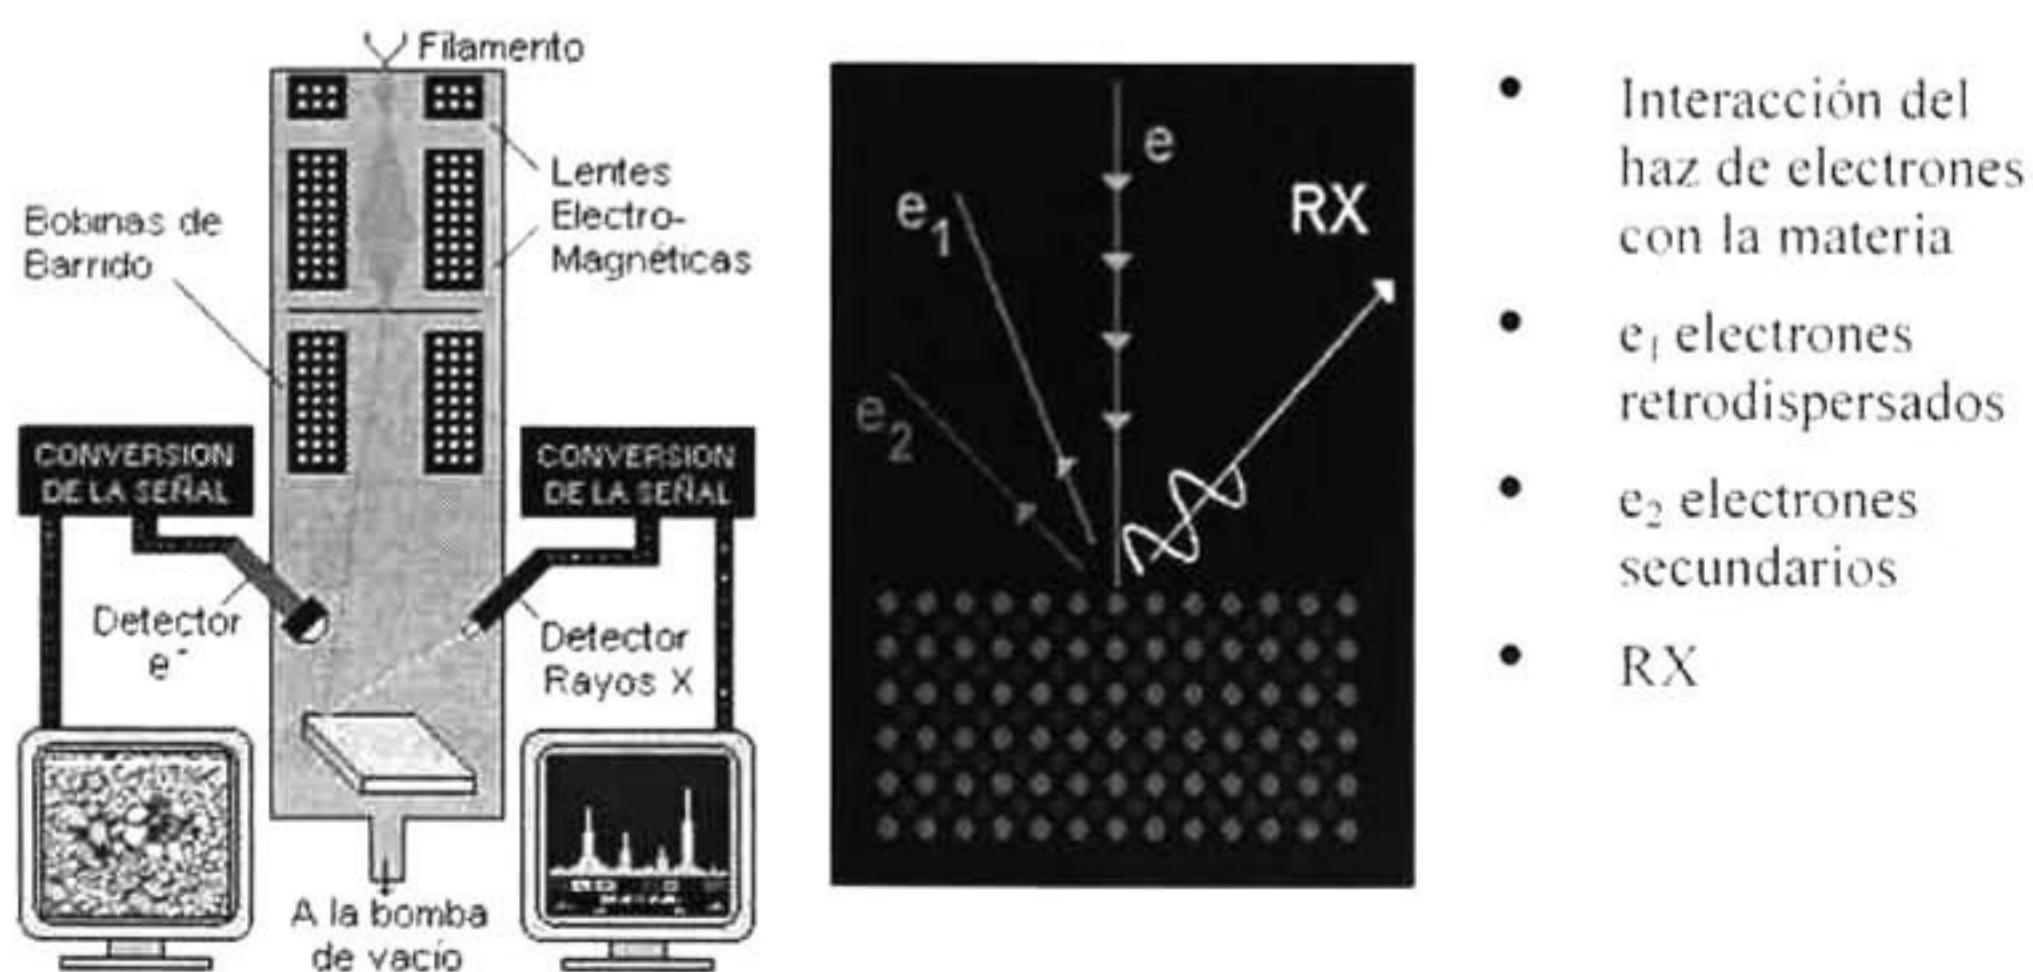 Filamento
Lentes
Electro-
Magnéticas
Bobinas de
Barrido
CONVERSION
DE LA SEÑAL
CONVERSION
DE LA SEÑAL
Detector
e-
Detector
Rayos X
A la bomba
de vacío
e
e1
e2
RX
• Interacción del
haz de electrones
con la materia
• e1 electrones
retrodispersados
• e2 electrones
secundarios
• RX